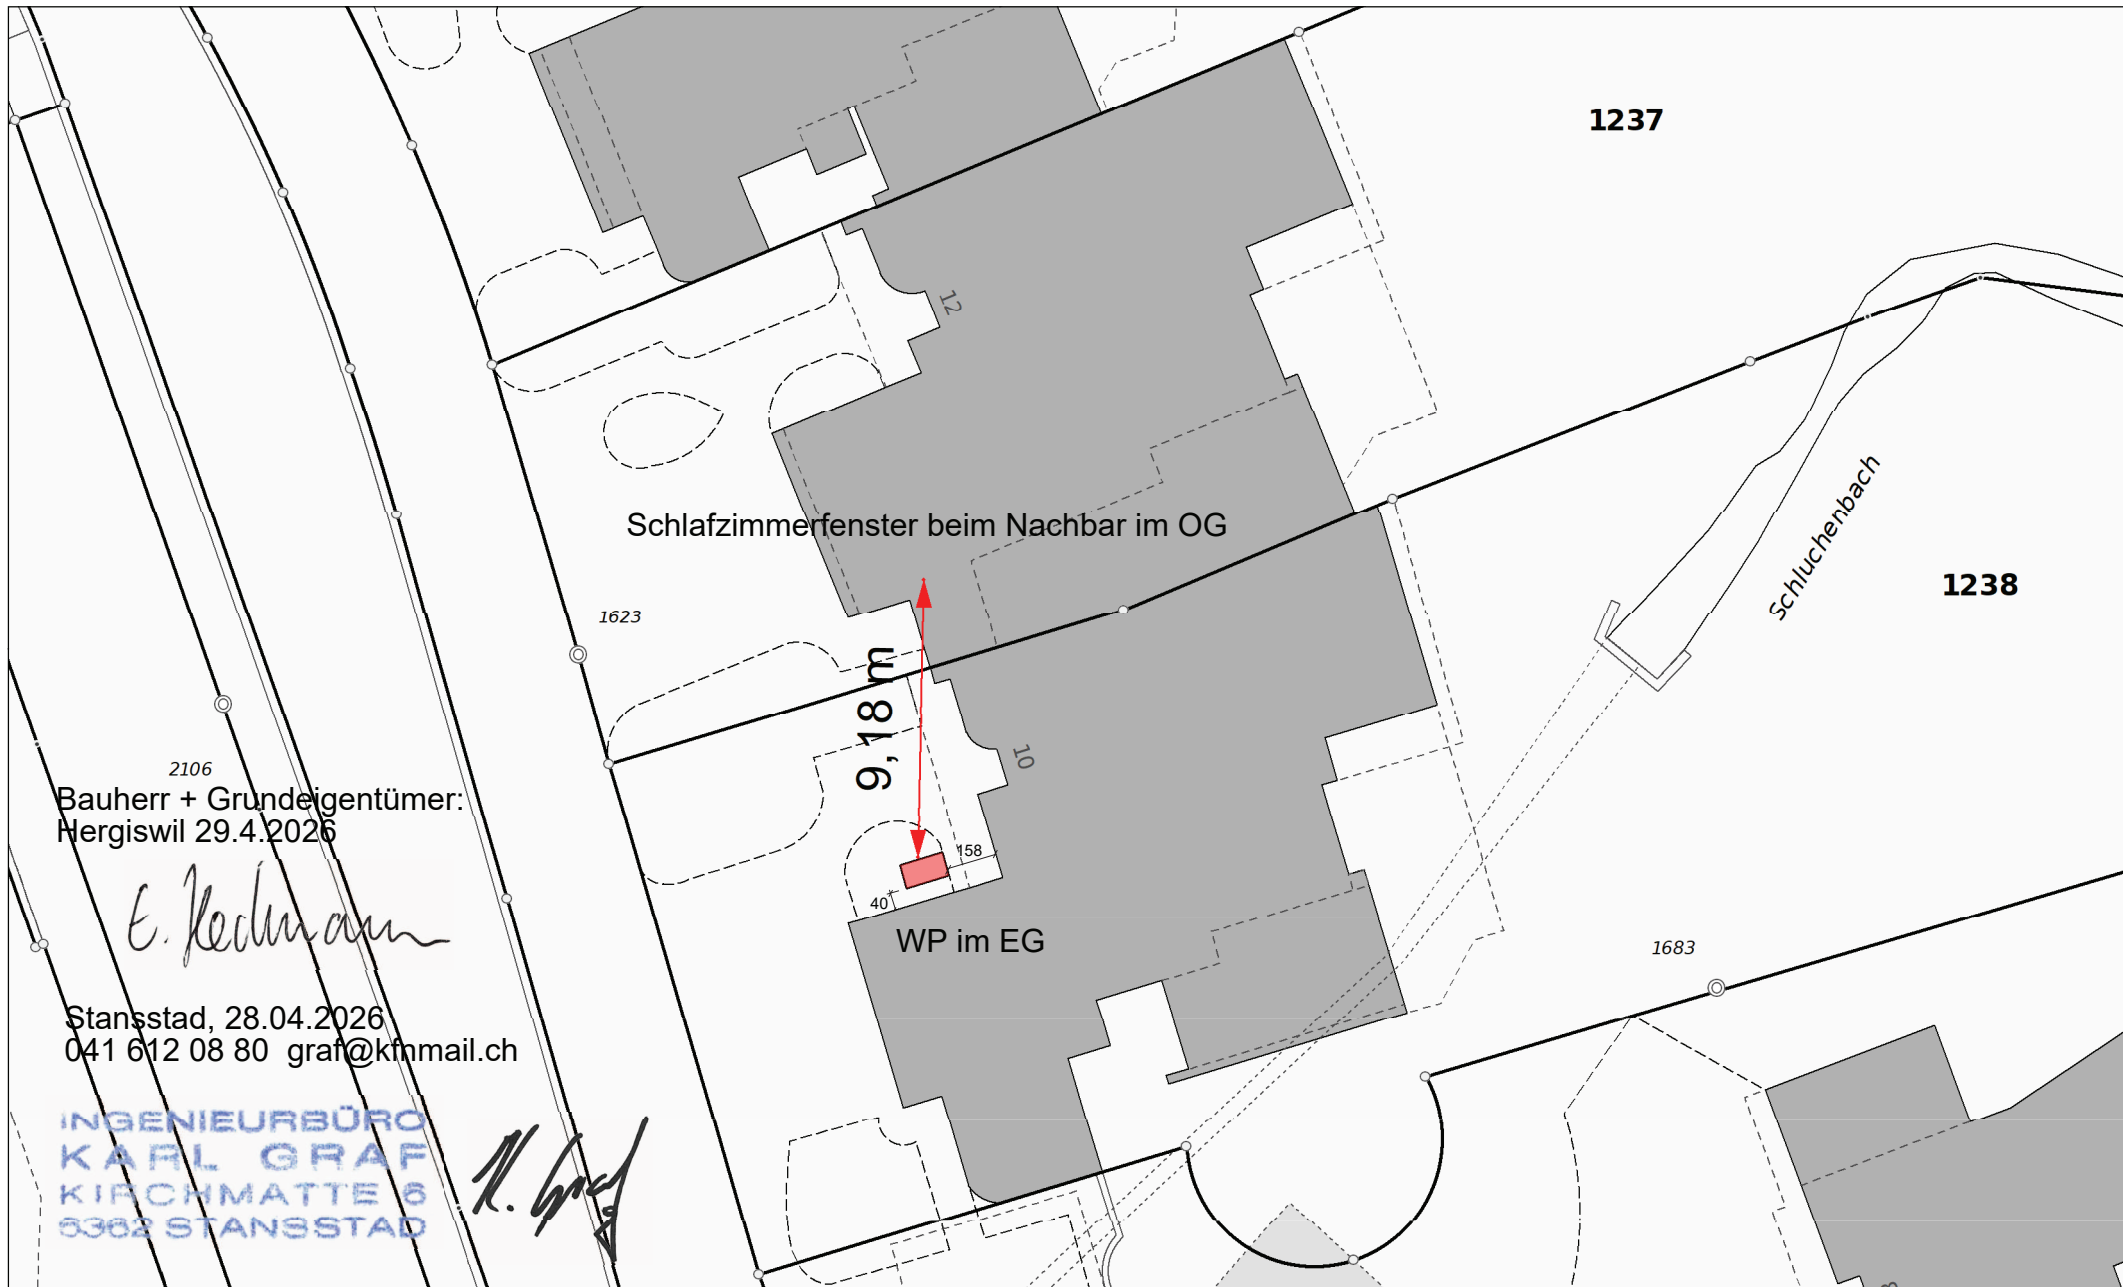 1237
12
Schlafzimmerfenster beim Nachbar im OG
Schluchenbach
1238
1623
9,18 m
10
2106
Bauherr + Grundeigentümer:
Hergiswil 29.4.2026
158
40
WP im EG
1683
Stansstad, 28.04.2026
041 612 08 80 graf@kfnmail.ch
INGENIEURBÜRO
KARL GRAF
KIRCHMATTE 6
6362 STANSSTAD
K. Graf